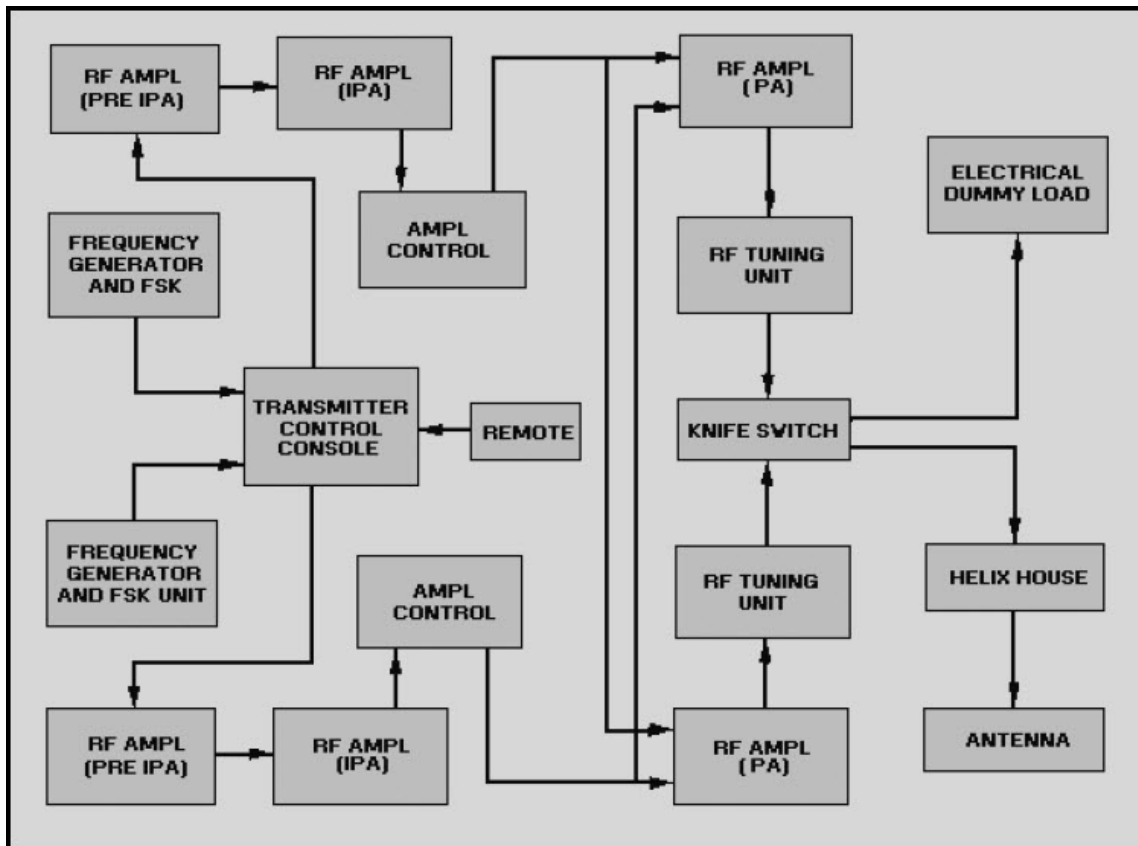 RF AMPL
(PRE IPA)
RF AMPL
(IPA)
AMPL
CONTROL
RF AMPL
( PA)
RF TUNING
UNIT
ELECTRICAL
DUMMY LOAD
FREQUENCY
GENERATOR
AND FSK
TRANSMITTER
CONTROL
CONSOLE
REMOTE
KNIFE SWITCH
FREQUENCY
GENERATOR
AND FSK UNIT
AMPL
CONTROL
RF TUNING
UNIT
HELIX HOUSE
RF AMPL
(PRE IPA)
RF AMPL
(IPA)
RF AMPL
( PA)
ANTENNA